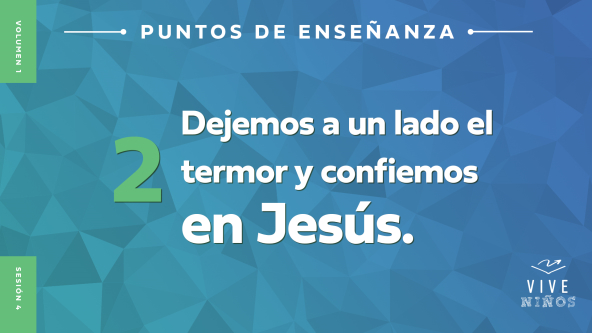 VOLUMEN 1
PUNTOS DE ENSEÑANZA
2
Dejemos a un lado el
termor y confiemos
en Jesús.
SESIÓN 4
VIVE
NIÑOS